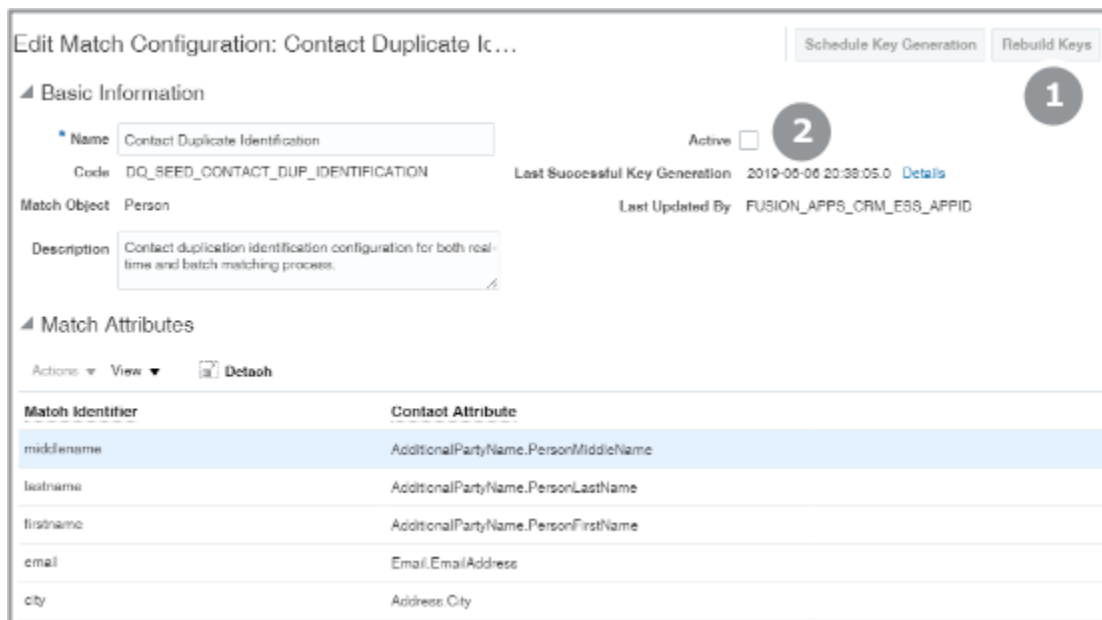 Edit Match Configuration: Contact Duplicate Ic...
Schedule Key Generation
Rebuild Keys
1
Basic Information
* Name Contact Duplicate Identification
Active
2
Code DQ_SEED_CONTACT_DUP_IDENTIFICATION
Last Successful Key Generation 2019-06-06 20:38:05.0 Details
Match Object Person
Last Updated By FUSION_APPS_CRM_ESS_APPID
Description Contact duplication identification configuration for both real-
time and batch matching process.
Match Attributes
Actions View Detach
Match Identifier Contact Attribute
middlename AdditionalPartyName.PersonMiddleName
lastname AdditionalPartyName.PersonLastName
firstname AdditionalPartyName.PersonFirstName
email Email.EmailAddress
city Address.City